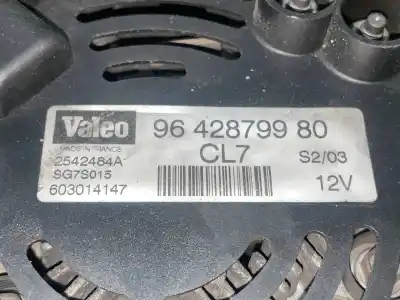 Valeo 96 428799 80
MADE IN FRANCE
CL7 S2/03
2542484A
SG7S015
603014147 12V